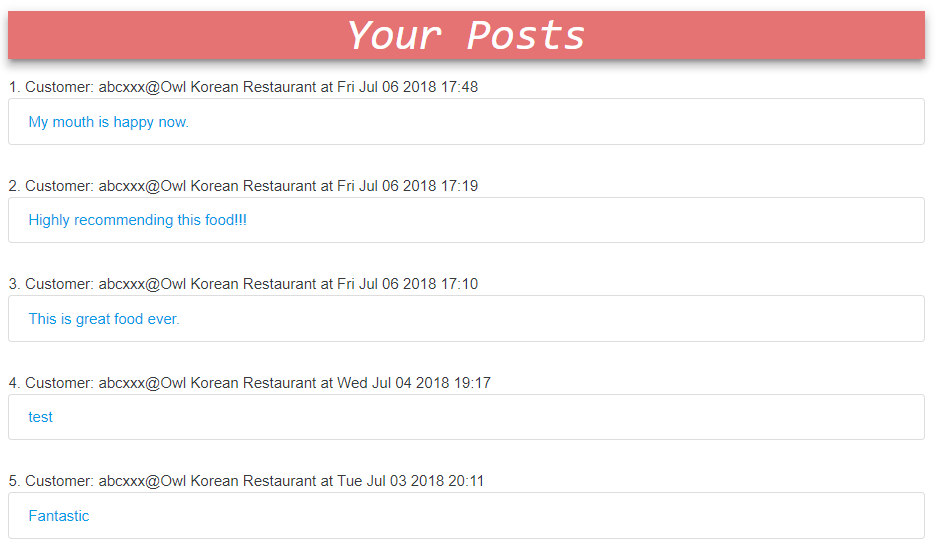 Your Posts
1. Customer: abcxxx@Owl Korean Restaurant at Fri Jul 06 2018 17:48
My mouth is happy now.
2. Customer: abcxxx@Owl Korean Restaurant at Fri Jul 06 2018 17:19
Highly recommending this food!!!
3. Customer: abcxxx@Owl Korean Restaurant at Fri Jul 06 2018 17:10
This is great food ever.
4. Customer: abcxxx@Owl Korean Restaurant at Wed Jul 04 2018 19:17
test
5. Customer: abcxxx@Owl Korean Restaurant at Tue Jul 03 2018 20:11
Fantastic